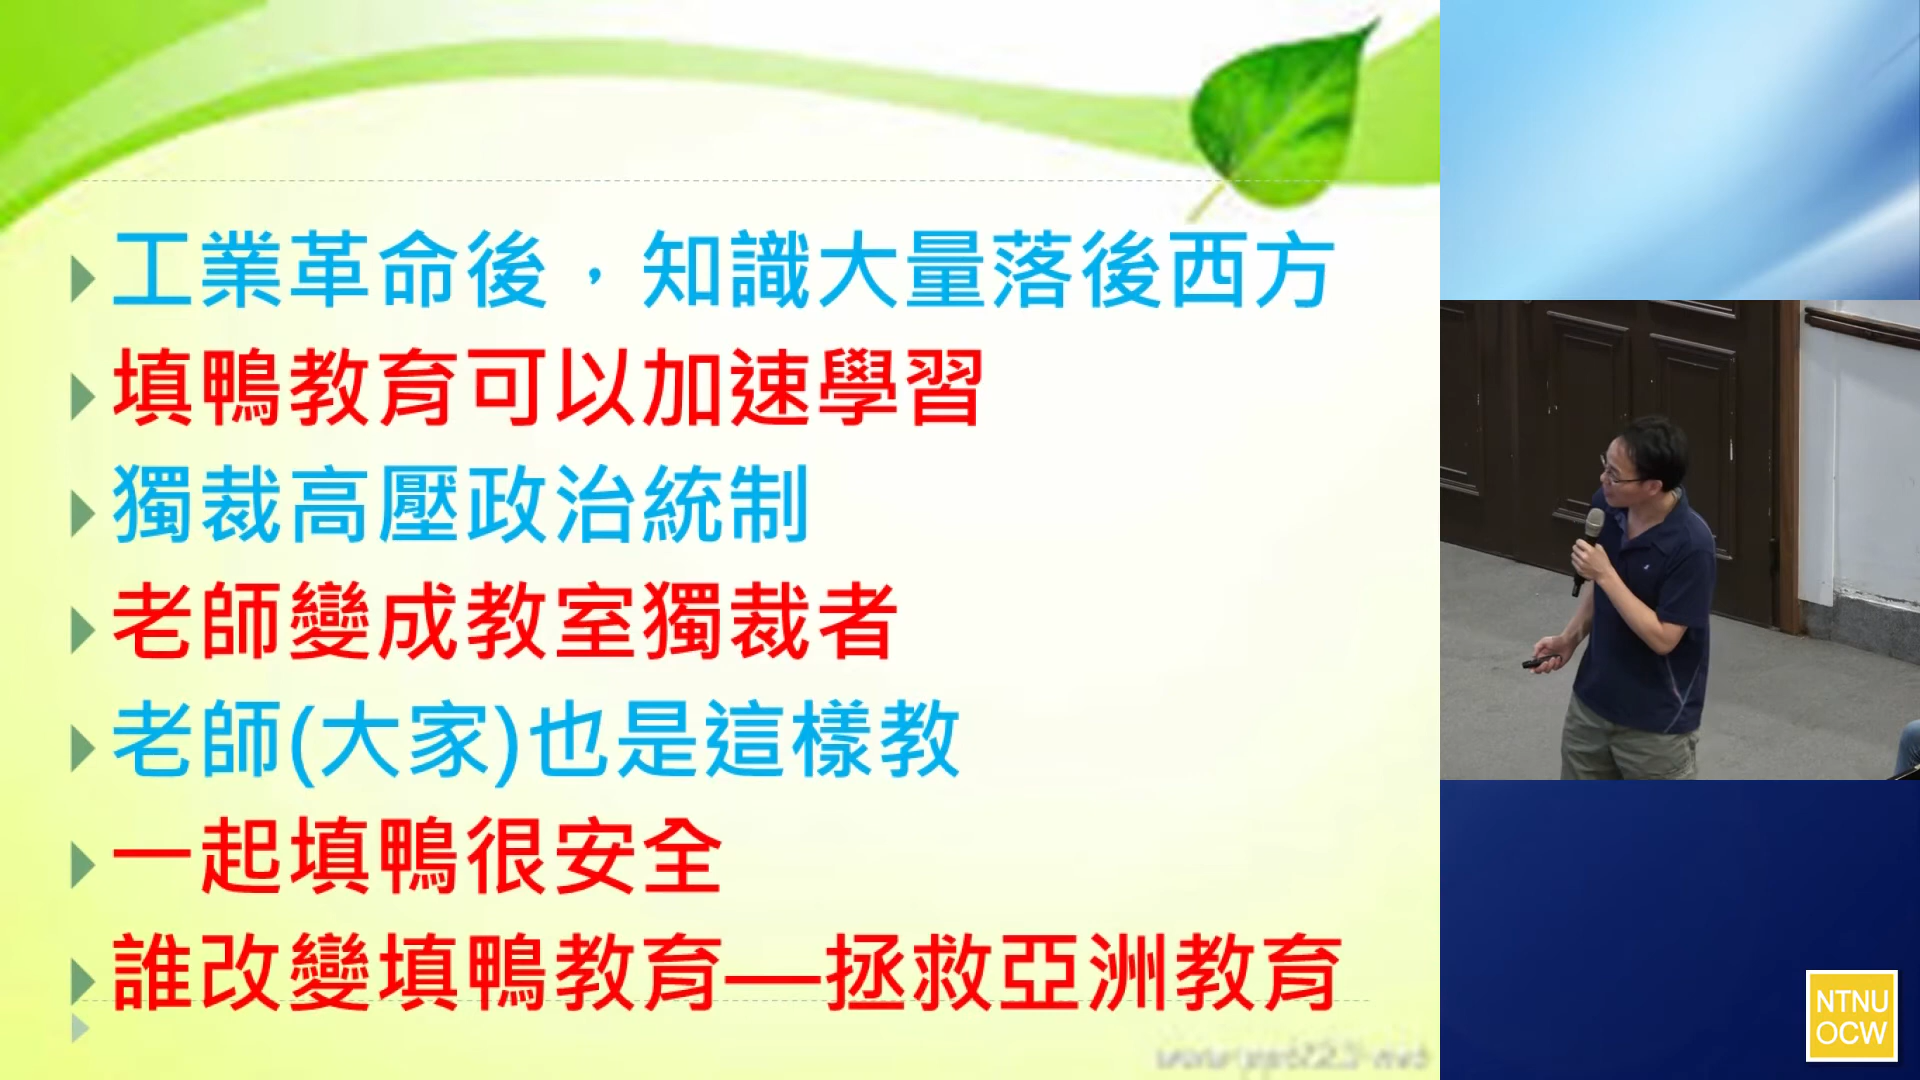 工業革命後，知識大量落後西方
填鴨教育可以加速學習
獨裁高壓政治統制
老師變成教室獨裁者
老師(大家)也是這樣教
一起填鴨很安全
誰改變填鴨教育—拯救亞洲教育
NTNU
OCW